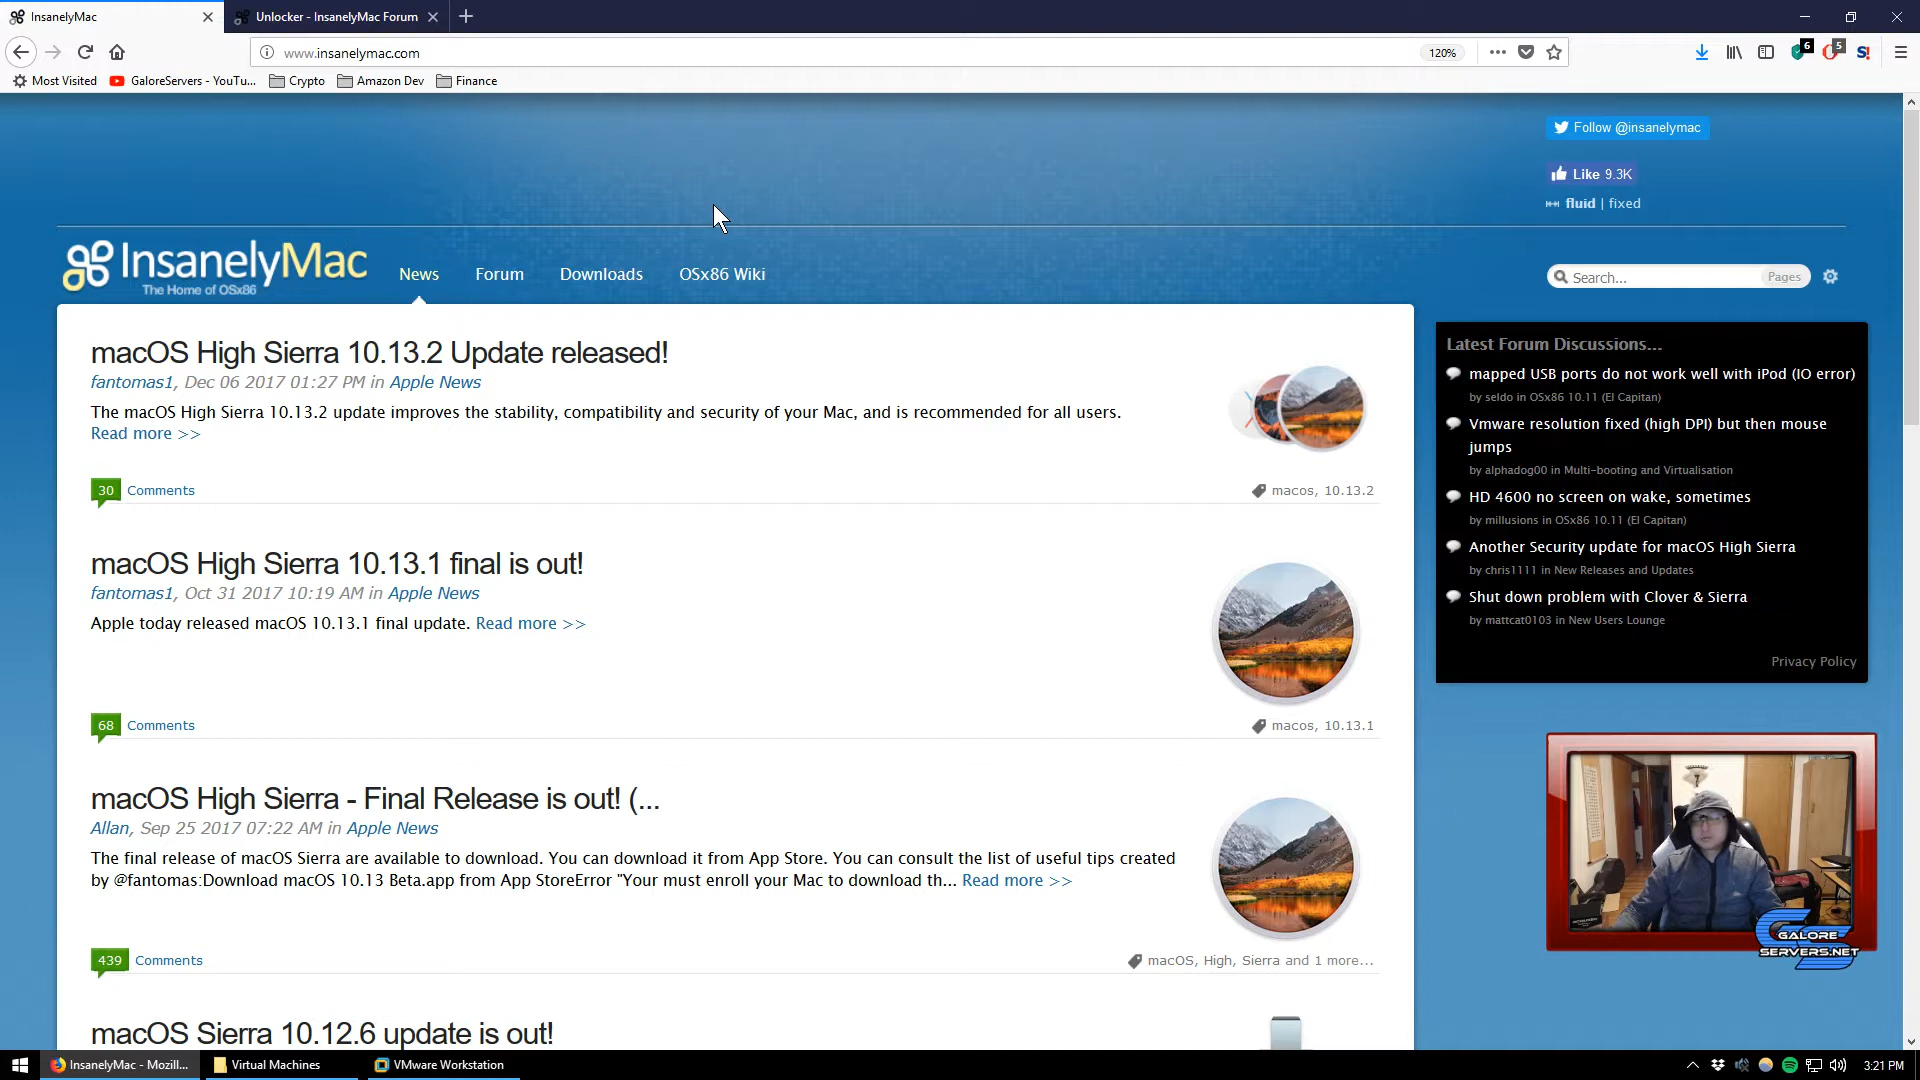 InsanelyMac
Unlocker - InsanelyMac Forum
www.insanelymac.com
120%
6
5
S!
Most Visited
GaloreServers - YouTu...
Crypto
Amazon Dev
Finance
Follow @insanelymac
Like 9.3K
fluid | fixed
InsanelyMac
The Home of OSx86
News
Forum
Downloads
OSx86 Wiki
Search...
Pages
macOS High Sierra 10.13.2 Update released!
fantomas1, Dec 06 2017 01:27 PM in Apple News
The macOS High Sierra 10.13.2 update improves the stability, compatibility and security of your Mac, and is recommended for all users.
Read more >>
30 Comments
macos, 10.13.2
macOS High Sierra 10.13.1 final is out!
fantomas1, Oct 31 2017 10:19 AM in Apple News
Apple today released macOS 10.13.1 final update. Read more >>
68 Comments
macos, 10.13.1
macOS High Sierra - Final Release is out! (...
Allan, Sep 25 2017 07:22 AM in Apple News
The final release of macOS Sierra are available to download. You can download it from App Store. You can consult the list of useful tips created
by @fantomas:Download macOS 10.13 Beta.app from App StoreError "Your must enroll your Mac to download th... Read more >>
439 Comments
macOS, High, Sierra and 1 more...
macOS Sierra 10.12.6 update is out!
Latest Forum Discussions...
mapped USB ports do not work well with iPod (IO error)
by seldo in OSx86 10.11 (El Capitan)
Vmware resolution fixed (high DPI) but then mouse
jumps
by alphadog00 in Multi-booting and Virtualisation
HD 4600 no screen on wake, sometimes
by millusions in OSx86 10.11 (El Capitan)
Another Security update for macOS High Sierra
by chris1111 in New Releases and Updates
Shut down problem with Clover & Sierra
by mattcat0103 in New Users Lounge
Privacy Policy
GALORE
SERVERS.NET
InsanelyMac - Mozill...
Virtual Machines
VMware Workstation
3:21 PM